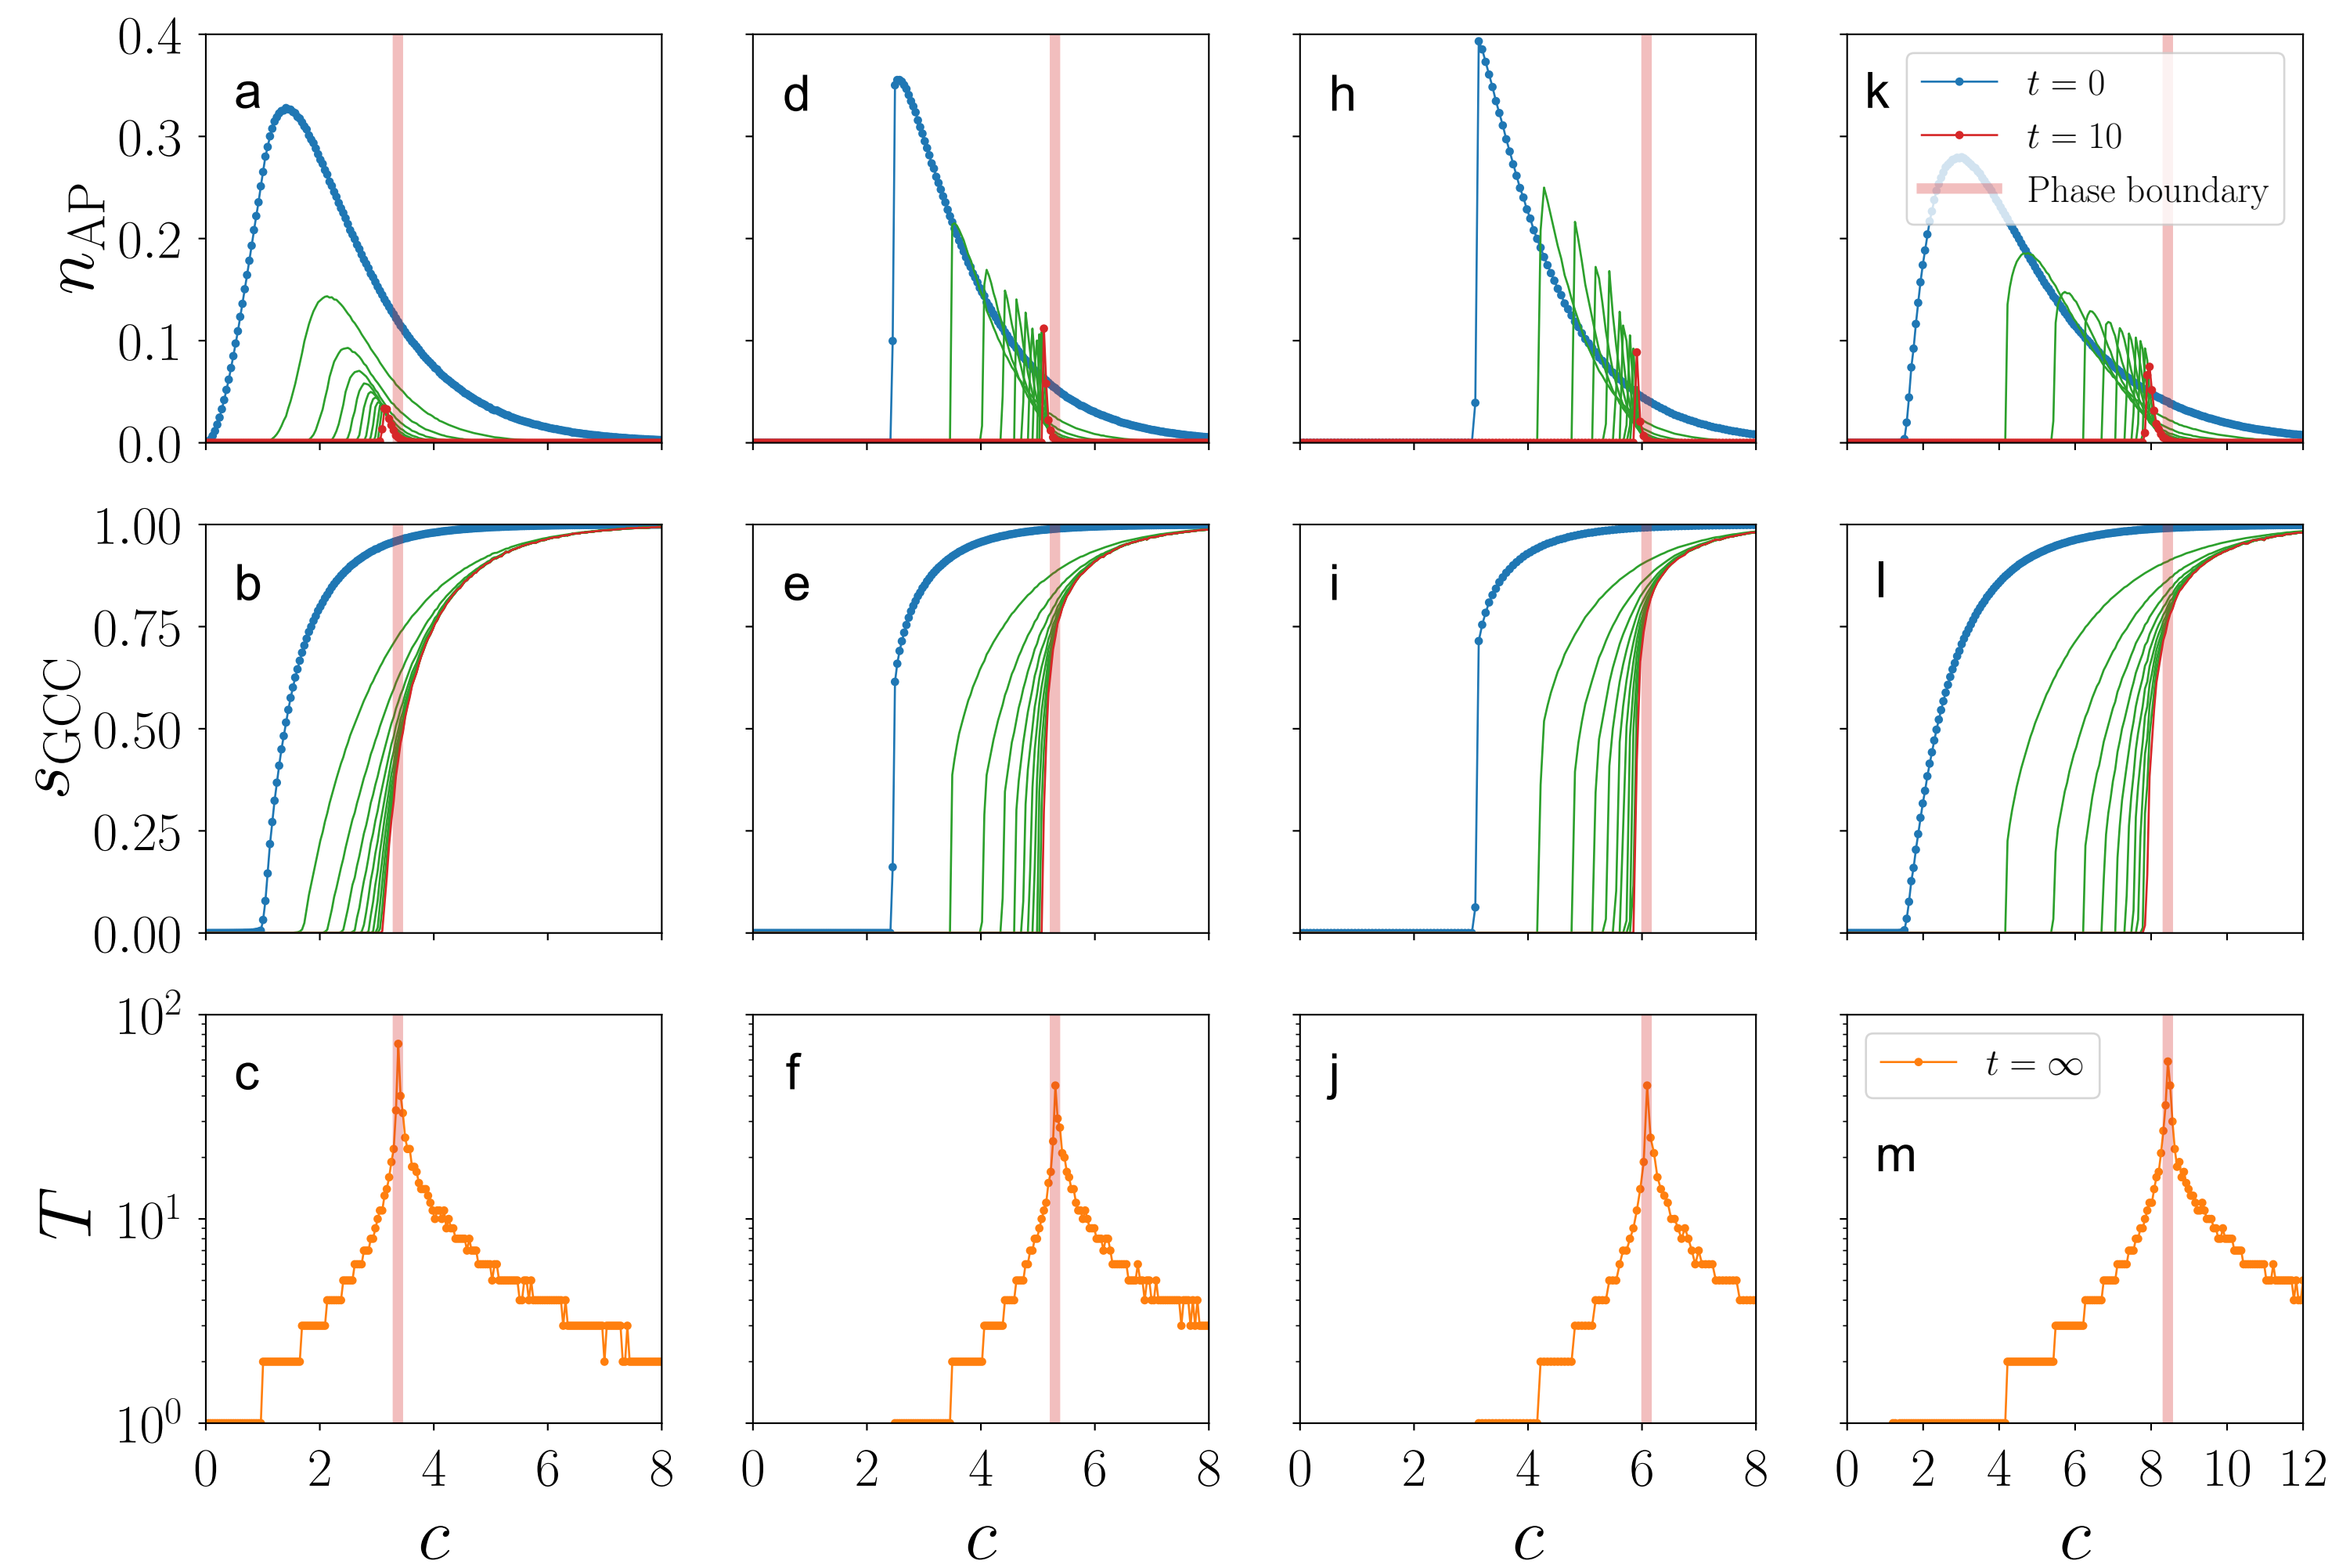 0.4
0.3
0.2
0.1
0.0
n_AP
a
d
h
k
t = 0
t = 10
Phase boundary
1.00
0.75
0.50
0.25
0.00
s_GCC
b
e
i
l
10^2
10^1
10^0
T
c
f
j
m
t = ∞
0 2 4 6 8
0 2 4 6 8
0 2 4 6 8
0 2 4 6 8 10 12
c
c
c
c